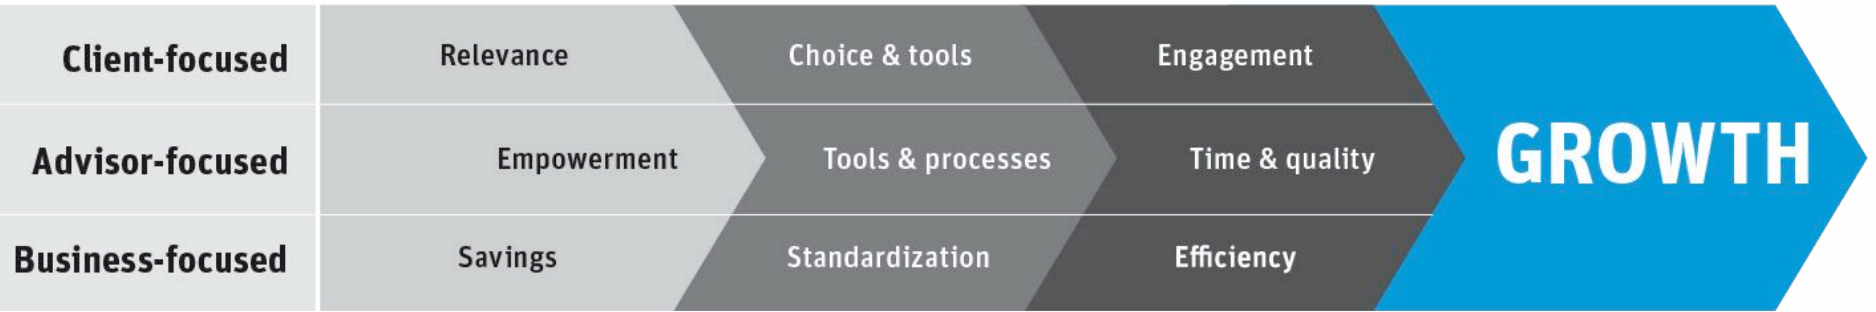 Client-focused Relevance Choice & tools Engagement
Advisor-focused Empowerment Tools & processes Time & quality GROWTH
Business-focused Savings Standardization Efficiency